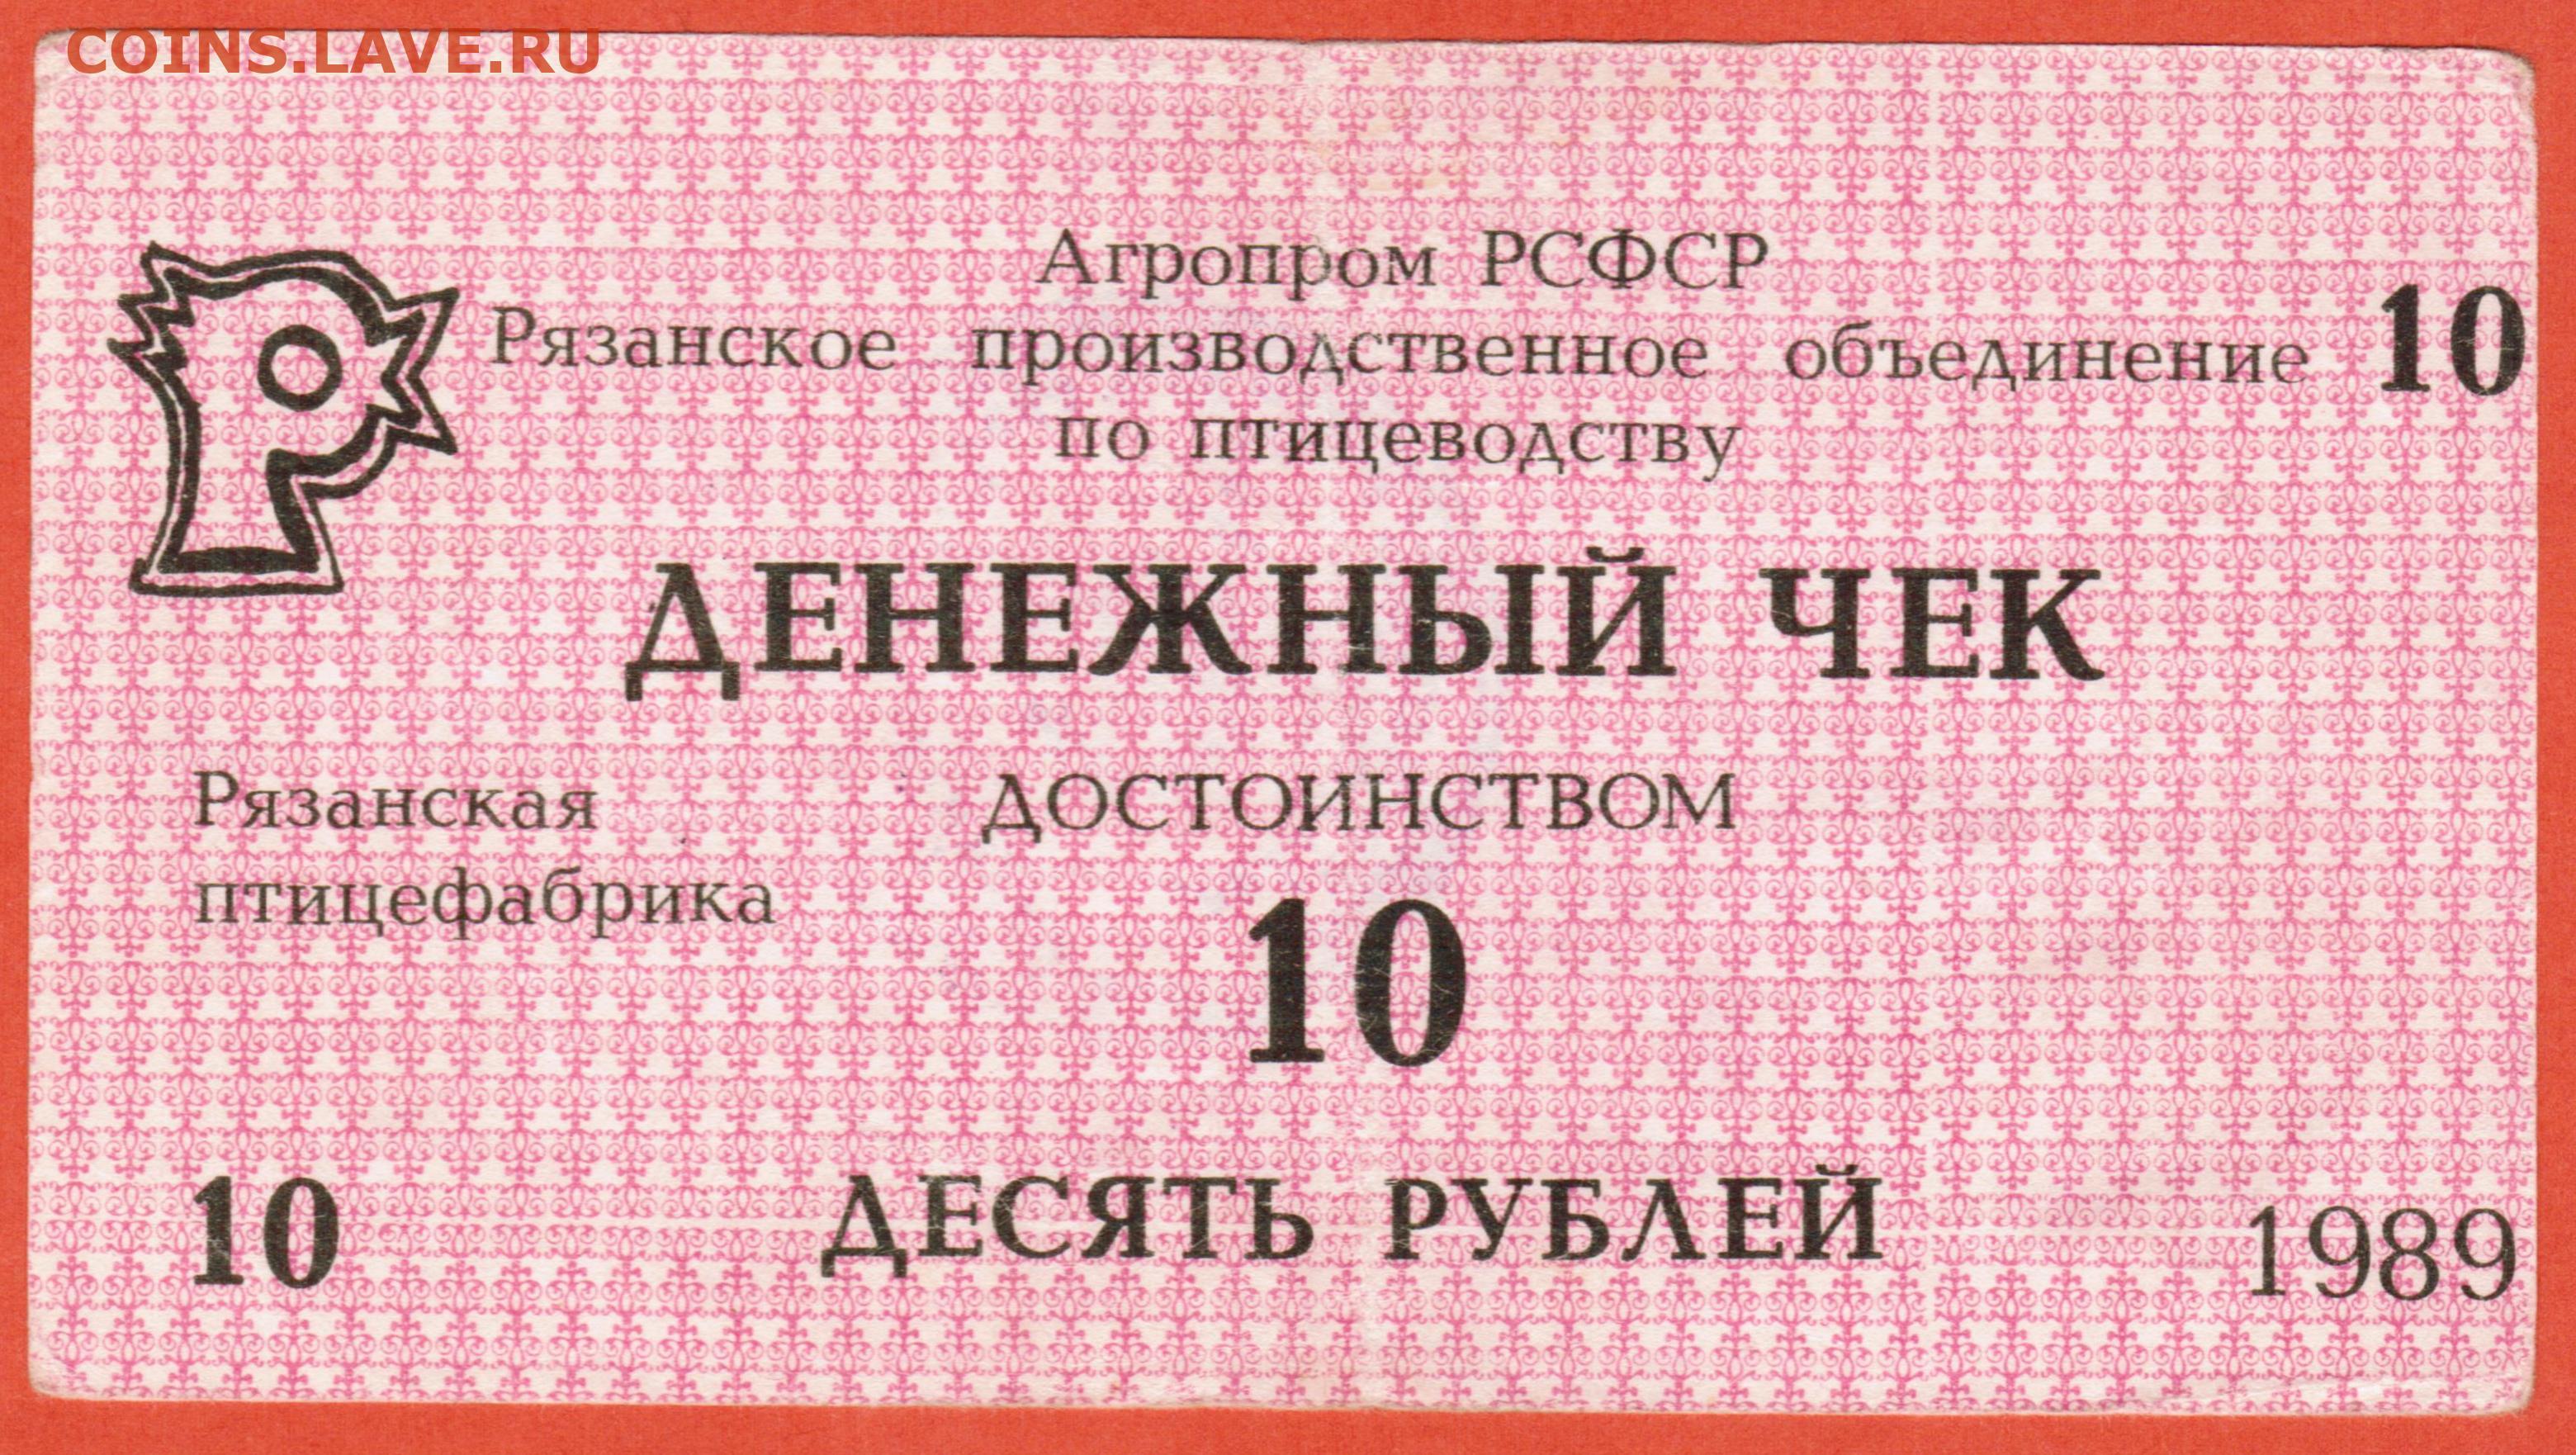 COINS.LAVE.RU
Агропром РСФСР
Рязанское производственное объединение
10
по птицеводству
ДЕНЕЖНЫЙ ЧЕК
Рязанская
птицефабрика
ДОСТОИНСТВОМ
10
10
ДЕСЯТЬ РУБЛЕЙ
1989